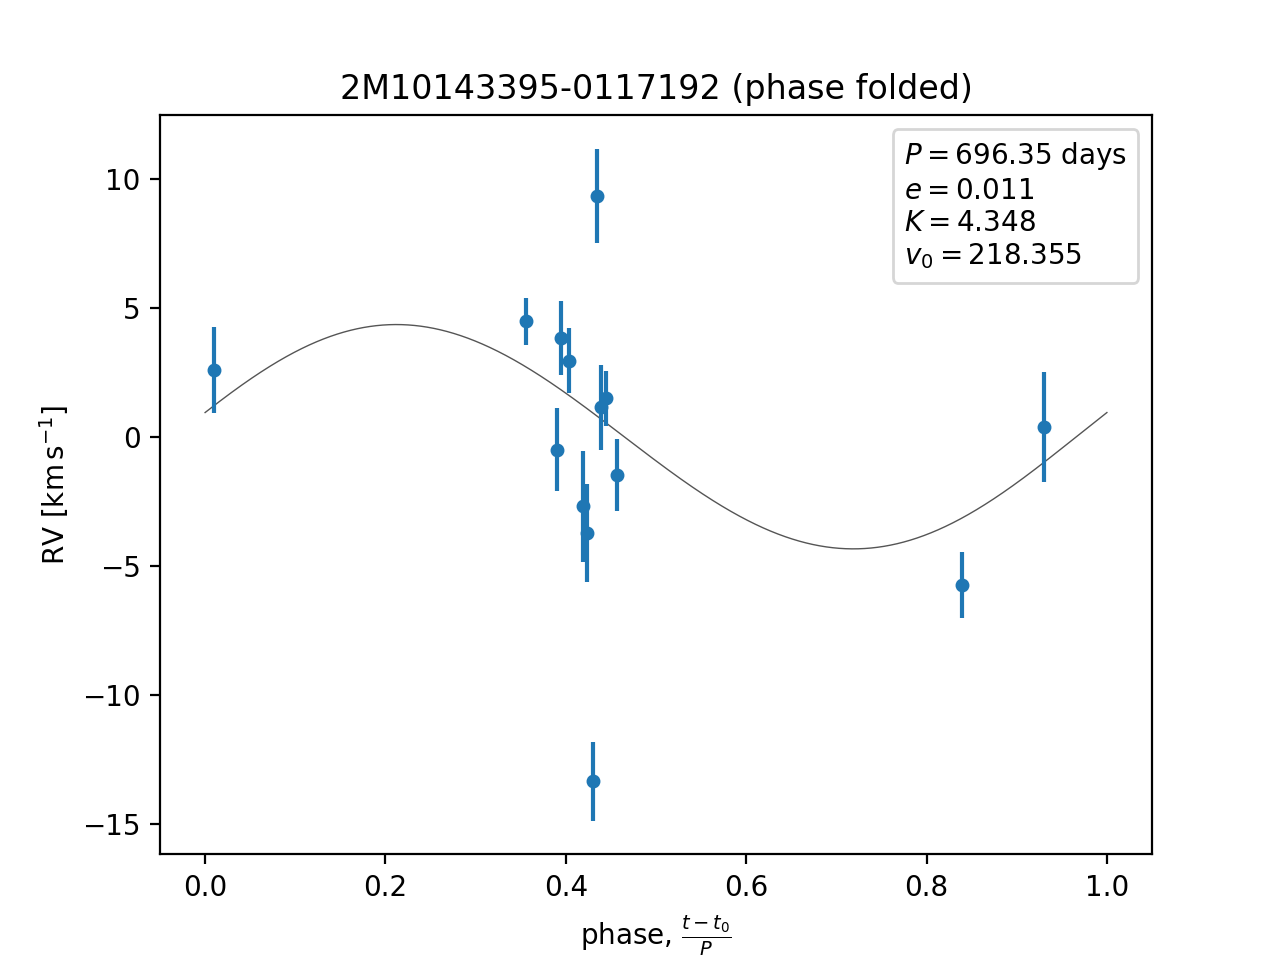 2M10143395-0117192 (phase folded)
P = 696.35 days
e = 0.011
K = 4.348
v₀ = 218.355
RV [km s⁻¹]
10
5
0
−5
−10
−15
0.0 0.2 0.4 0.6 0.8 1.0
phase, (t − t₀)/P